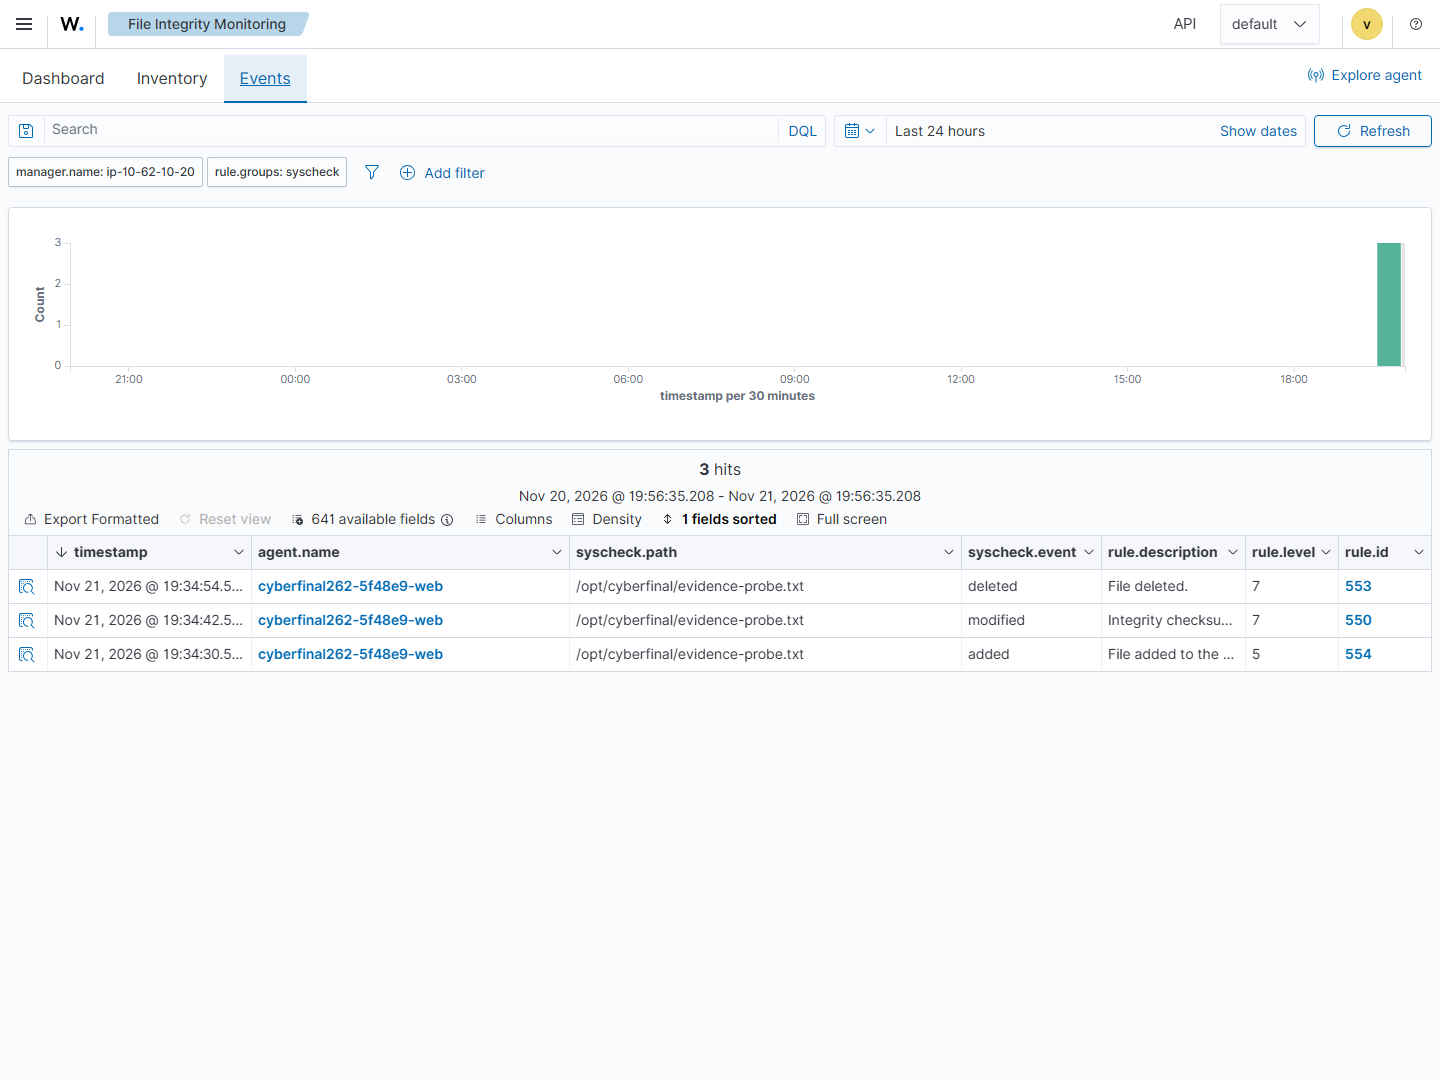 W. File Integrity Monitoring API default v
Dashboard Inventory Events Explore agent
Search DQL Last 24 hours Show dates Refresh
manager.name: ip-10-62-10-20 rule.groups: syscheck Add filter
3
2
1
0
Count
21:00 00:00 03:00 06:00 09:00 12:00 15:00 18:00
timestamp per 30 minutes
3 hits
Nov 20, 2026 @ 19:56:35.208 - Nov 21, 2026 @ 19:56:35.208
Export Formatted Reset view 641 available fields Columns Density 1 fields sorted Full screen
timestamp agent.name syscheck.path syscheck.event rule.description rule.level rule.id
Nov 21, 2026 @ 19:34:54.5... cyberfinal262-5f48e9-web /opt/cyberfinal/evidence-probe.txt deleted File deleted. 7 553
Nov 21, 2026 @ 19:34:42.5... cyberfinal262-5f48e9-web /opt/cyberfinal/evidence-probe.txt modified Integrity checksu... 7 550
Nov 21, 2026 @ 19:34:30.5... cyberfinal262-5f48e9-web /opt/cyberfinal/evidence-probe.txt added File added to the ... 5 554